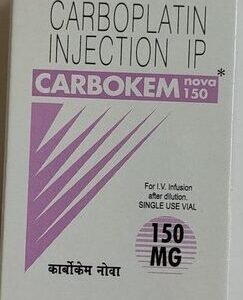 CARBOPLATIN
INJECTION IP
CARBOKEM nova 150 *
For I.V. Infusion
after dilution.
SINGLE USE VIAL
150
MG
कार्बोकेम नोवा